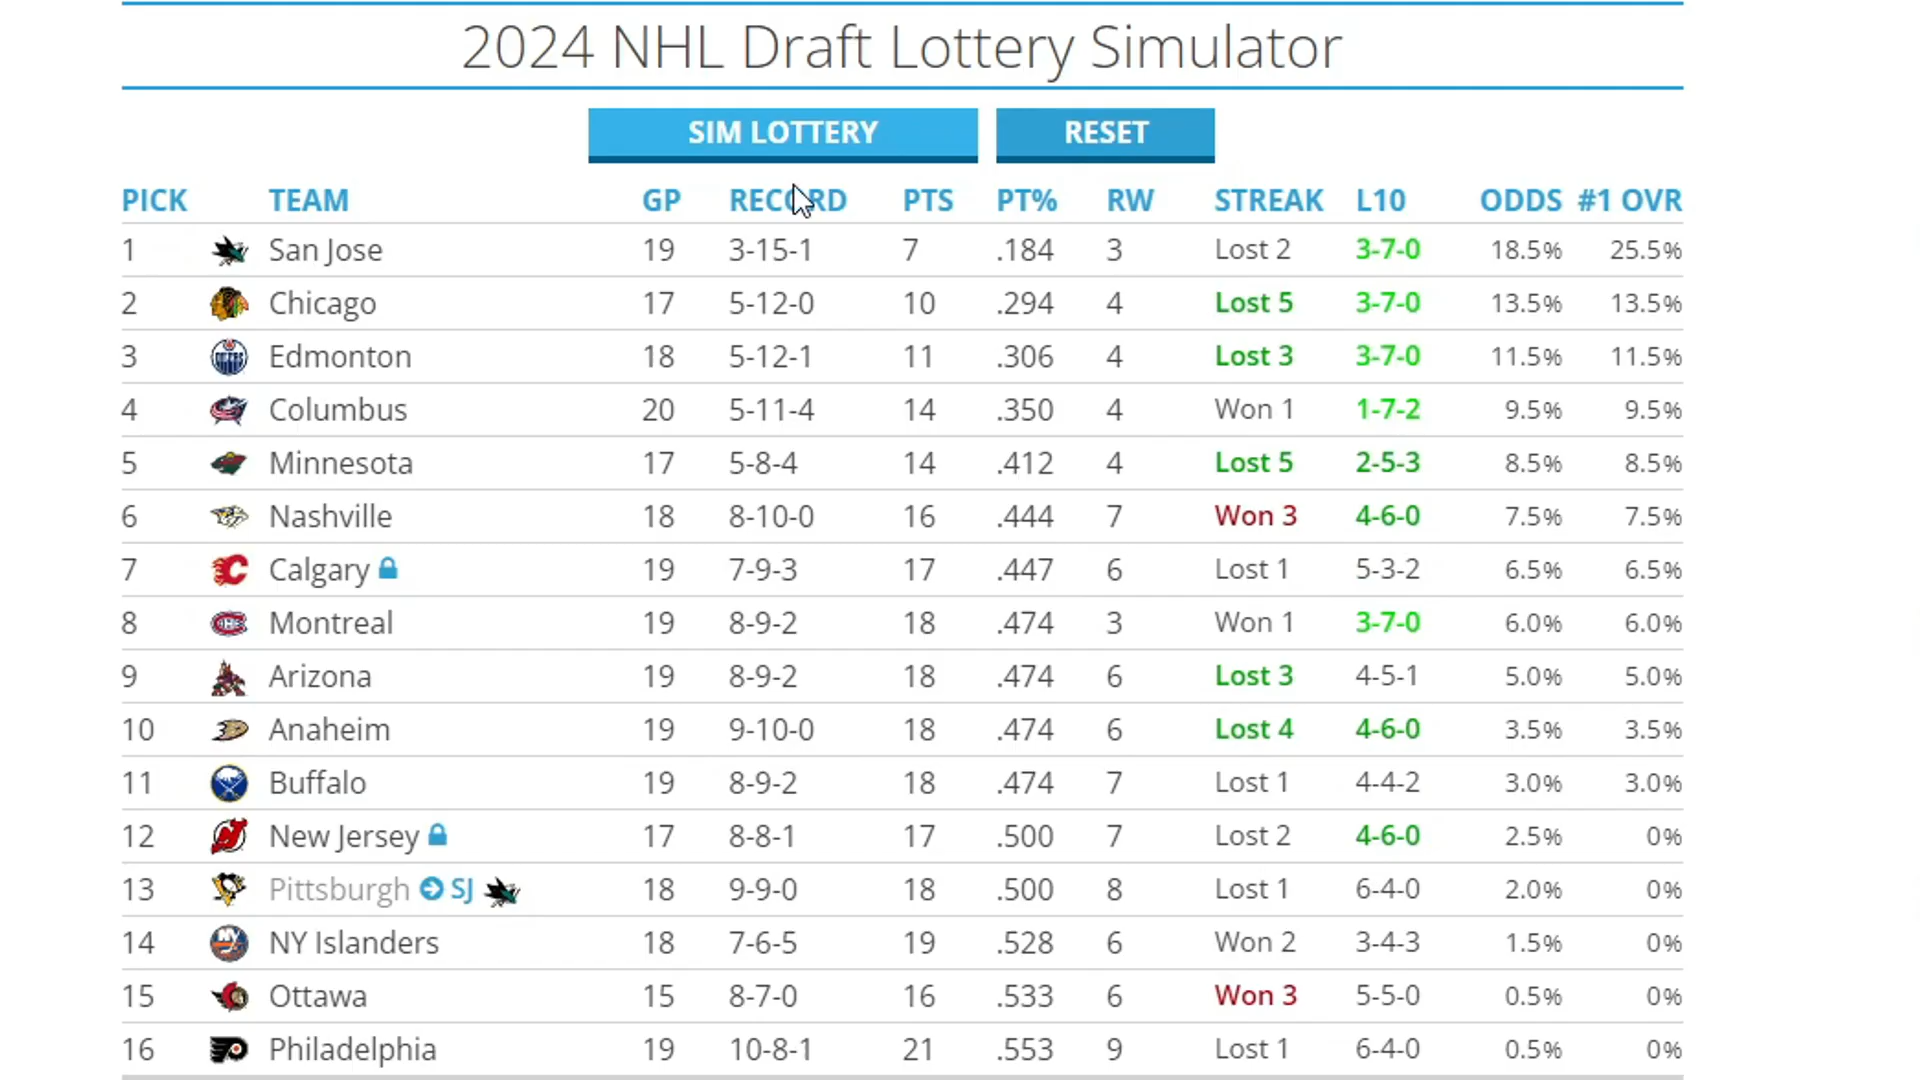 2024 NHL Draft Lottery Simulator
SIM LOTTERY RESET
PICK TEAM GP RECORD PTS PT% RW STREAK L10 ODDS #1 OVR
1 San Jose 19 3-15-1 7 .184 3 Lost 2 3-7-0 18.5% 25.5%
2 Chicago 17 5-12-0 10 .294 4 Lost 5 3-7-0 13.5% 13.5%
3 Edmonton 18 5-12-1 11 .306 4 Lost 3 3-7-0 11.5% 11.5%
4 Columbus 20 5-11-4 14 .350 4 Won 1 1-7-2 9.5% 9.5%
5 Minnesota 17 5-8-4 14 .412 4 Lost 5 2-5-3 8.5% 8.5%
6 Nashville 18 8-10-0 16 .444 7 Won 3 4-6-0 7.5% 7.5%
7 Calgary 19 7-9-3 17 .447 6 Lost 1 5-3-2 6.5% 6.5%
8 Montreal 19 8-9-2 18 .474 3 Won 1 3-7-0 6.0% 6.0%
9 Arizona 19 8-9-2 18 .474 6 Lost 3 4-5-1 5.0% 5.0%
10 Anaheim 19 9-10-0 18 .474 6 Lost 4 4-6-0 3.5% 3.5%
11 Buffalo 19 8-9-2 18 .474 7 Lost 1 4-4-2 3.0% 3.0%
12 New Jersey 17 8-8-1 17 .500 7 Lost 2 4-6-0 2.5% 0%
13 Pittsburgh SJ 18 9-9-0 18 .500 8 Lost 1 6-4-0 2.0% 0%
14 NY Islanders 18 7-6-5 19 .528 6 Won 2 3-4-3 1.5% 0%
15 Ottawa 15 8-7-0 16 .533 6 Won 3 5-5-0 0.5% 0%
16 Philadelphia 19 10-8-1 21 .553 9 Lost 1 6-4-0 0.5% 0%